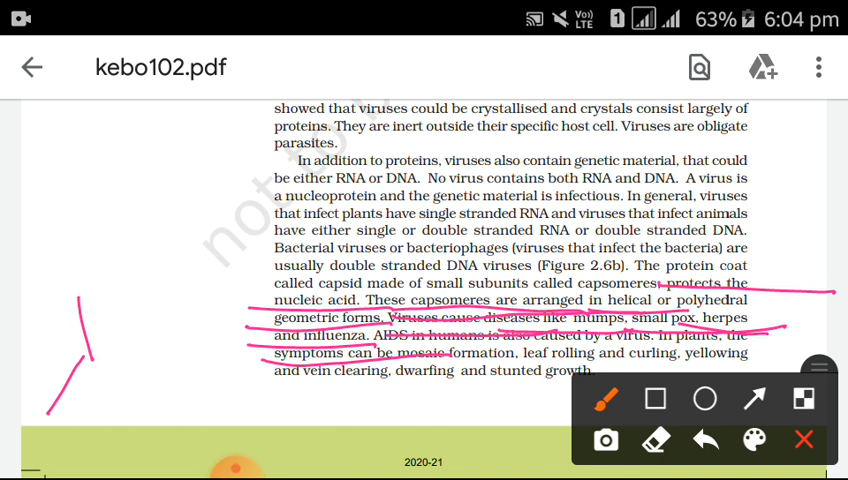 Vo)) LTE 1 63% 6:04 pm
kebo102.pdf
showed that viruses could be crystallised and crystals consist largely of
proteins. They are inert outside their specific host cell. Viruses are obligate
parasites.
In addition to proteins, viruses also contain genetic material, that could
be either RNA or DNA. No virus contains both RNA and DNA. A virus is
a nucleoprotein and the genetic material is infectious. In general, viruses
that infect plants have single stranded RNA and viruses that infect animals
have either single or double stranded RNA or double stranded DNA.
Bacterial viruses or bacteriophages (viruses that infect the bacteria) are
usually double stranded DNA viruses (Figure 2.6b). The protein coat
called capsid made of small subunits called capsomeres, protects the
nucleic acid. These capsomeres are arranged in helical or polyhedral
geometric forms. Viruses cause diseases like mumps, small pox, herpes
and influenza. AIDS in humans is also caused by a virus. In plants, the
symptoms can be mosaic formation, leaf rolling and curling, yellowing
and vein clearing, dwarfing and stunted growth.
not to
2020-21